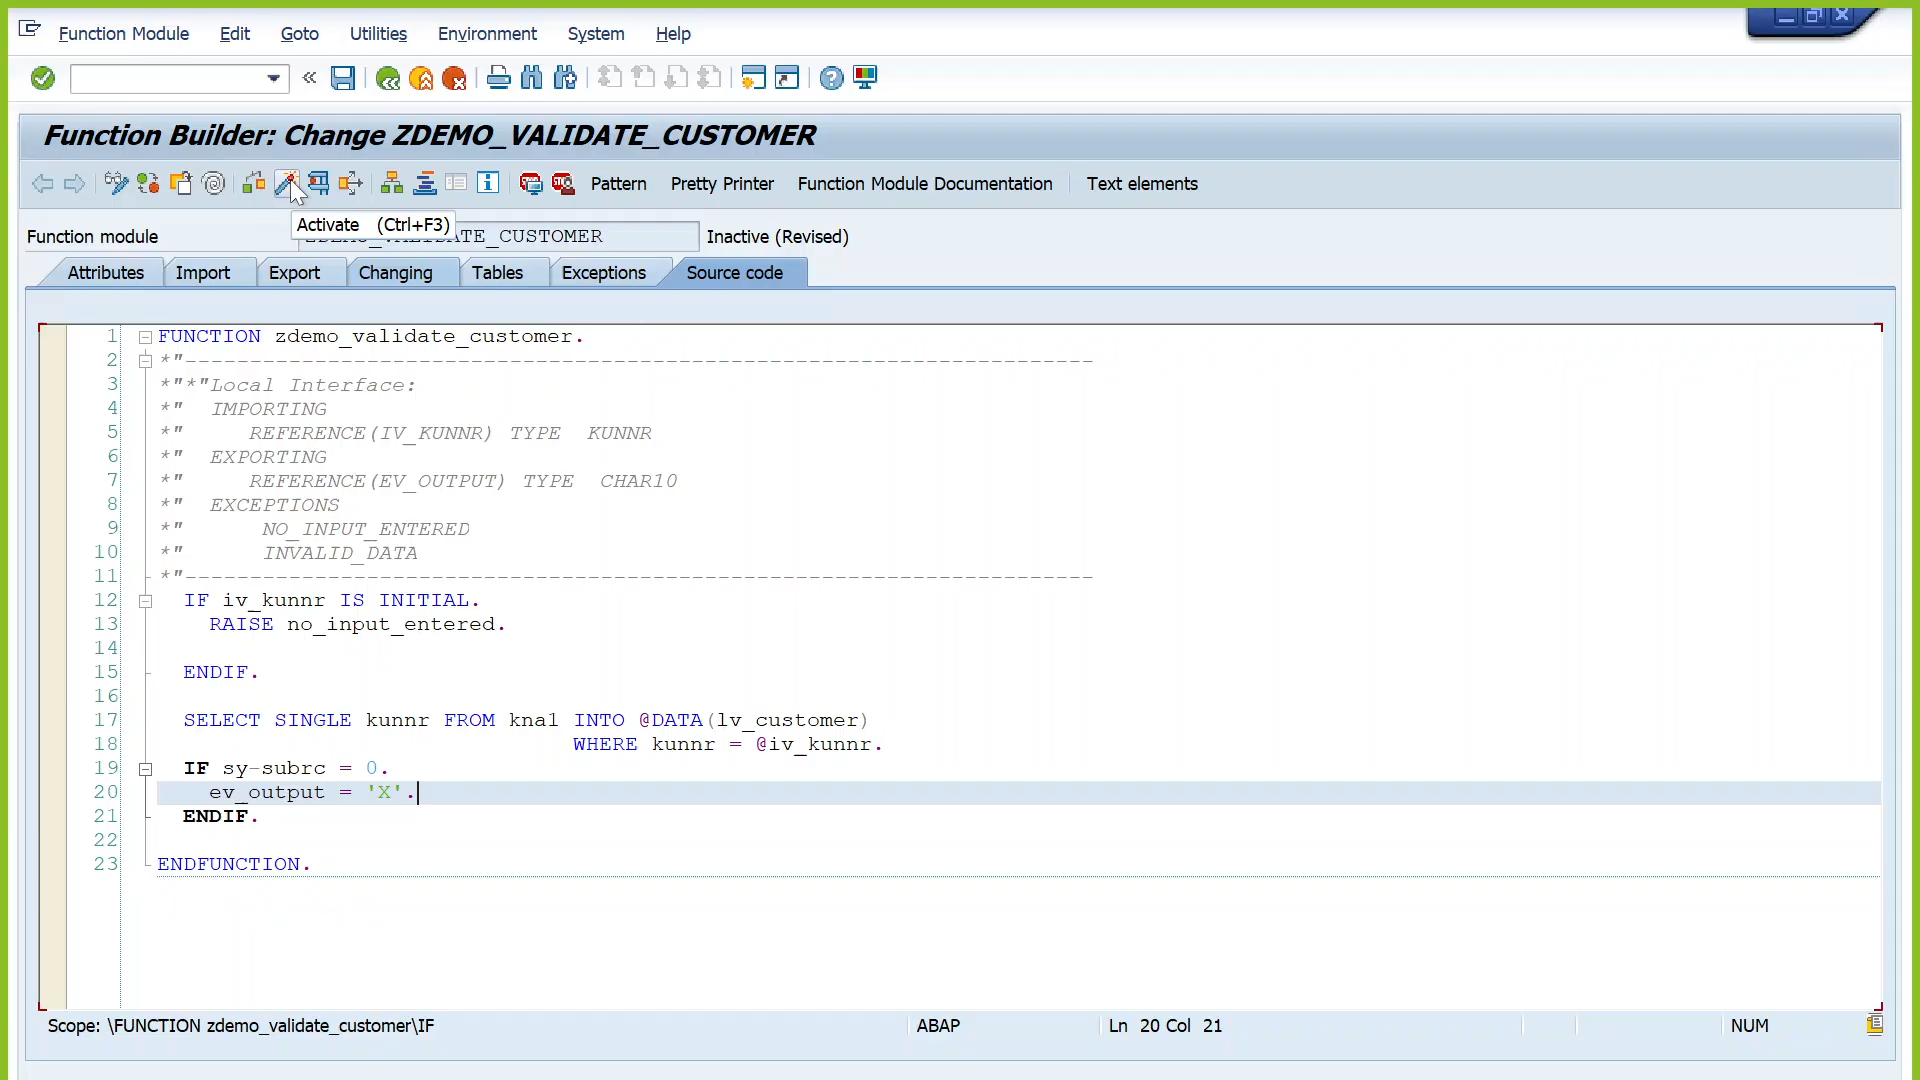 Function Module Edit Goto Utilities Environment System Help
Function Builder: Change ZDEMO_VALIDATE_CUSTOMER
Pattern Pretty Printer Function Module Documentation Text elements
Activate (Ctrl+F3)
Function module ZDEMO_VALIDATE_CUSTOMER Inactive (Revised)
Attributes Import Export Changing Tables Exceptions Source code
1 FUNCTION zdemo_validate_customer.
2 *"----------------------------------------------------------------------
3 *"*"Local Interface:
4 *" IMPORTING
5 *" REFERENCE(IV_KUNNR) TYPE KUNNR
6 *" EXPORTING
7 *" REFERENCE(EV_OUTPUT) TYPE CHAR10
8 *" EXCEPTIONS
9 *" NO_INPUT_ENTERED
10 *" INVALID_DATA
11 *"----------------------------------------------------------------------
12 IF iv_kunnr IS INITIAL.
13 RAISE no_input_entered.
14
15 ENDIF.
16
17 SELECT SINGLE kunnr FROM kna1 INTO @DATA(lv_customer)
18 WHERE kunnr = @iv_kunnr.
19 IF sy-subrc = 0.
20 ev_output = 'X'.
21 ENDIF.
22
23 ENDFUNCTION.
Scope: \FUNCTION zdemo_validate_customer\IF ABAP Ln 20 Col 21 NUM